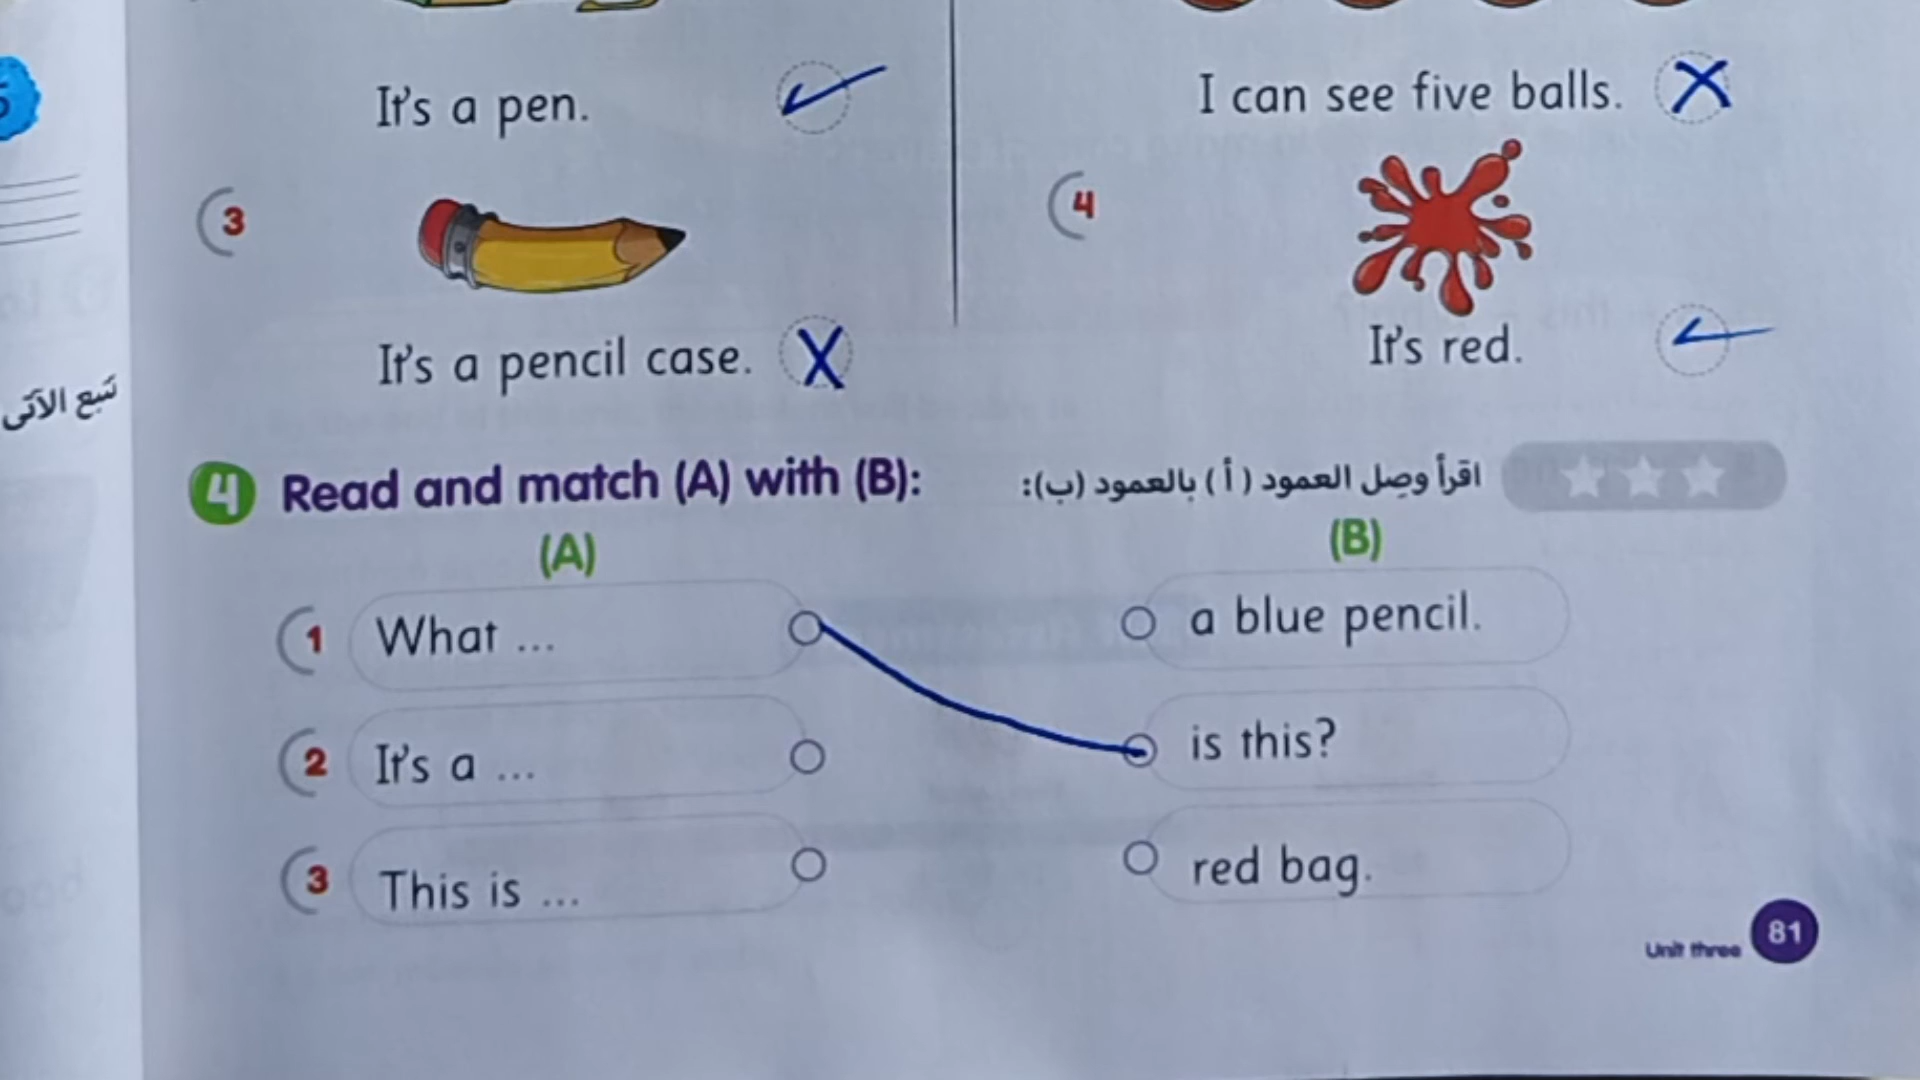 It's a pen.
I can see five balls.
3
4
It's a pencil case.
It's red.
4 Read and match (A) with (B):
اقرأ وصِل العمود (أ) بالعمود (ب):
(A)
(B)
1 What ...
a blue pencil.
2 It's a ...
is this?
3 This is ...
red bag.
Unit three 81